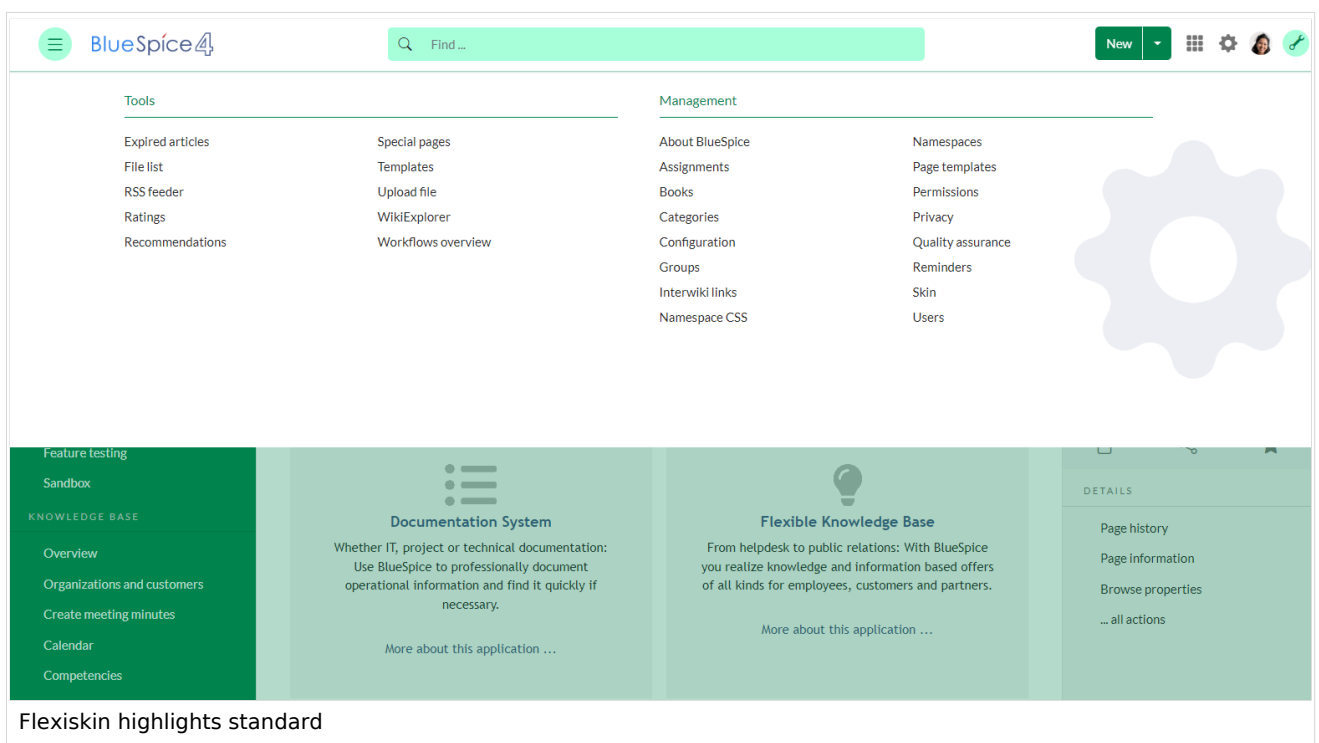 BlueSpice 4
Find ...
New
Tools
Expired articles
File list
RSS feeder
Ratings
Recommendations
Special pages
Templates
Upload file
WikiExplorer
Workflows overview
Management
About BlueSpice
Assignments
Books
Categories
Configuration
Groups
Interwiki links
Namespace CSS
Namespaces
Page templates
Permissions
Privacy
Quality assurance
Reminders
Skin
Users
Feature testing
Sandbox
KNOWLEDGE BASE
Overview
Organizations and customers
Create meeting minutes
Calendar
Competencies
Documentation System
Whether IT, project or technical documentation:
Use BlueSpice to professionally document
operational information and find it quickly if
necessary.
More about this application ...
Flexible Knowledge Base
From helpdesk to public relations: With BlueSpice
you realize knowledge and information based offers
of all kinds for employees, customers and partners.
More about this application ...
DETAILS
Page history
Page information
Browse properties
... all actions
Flexiskin highlights standard